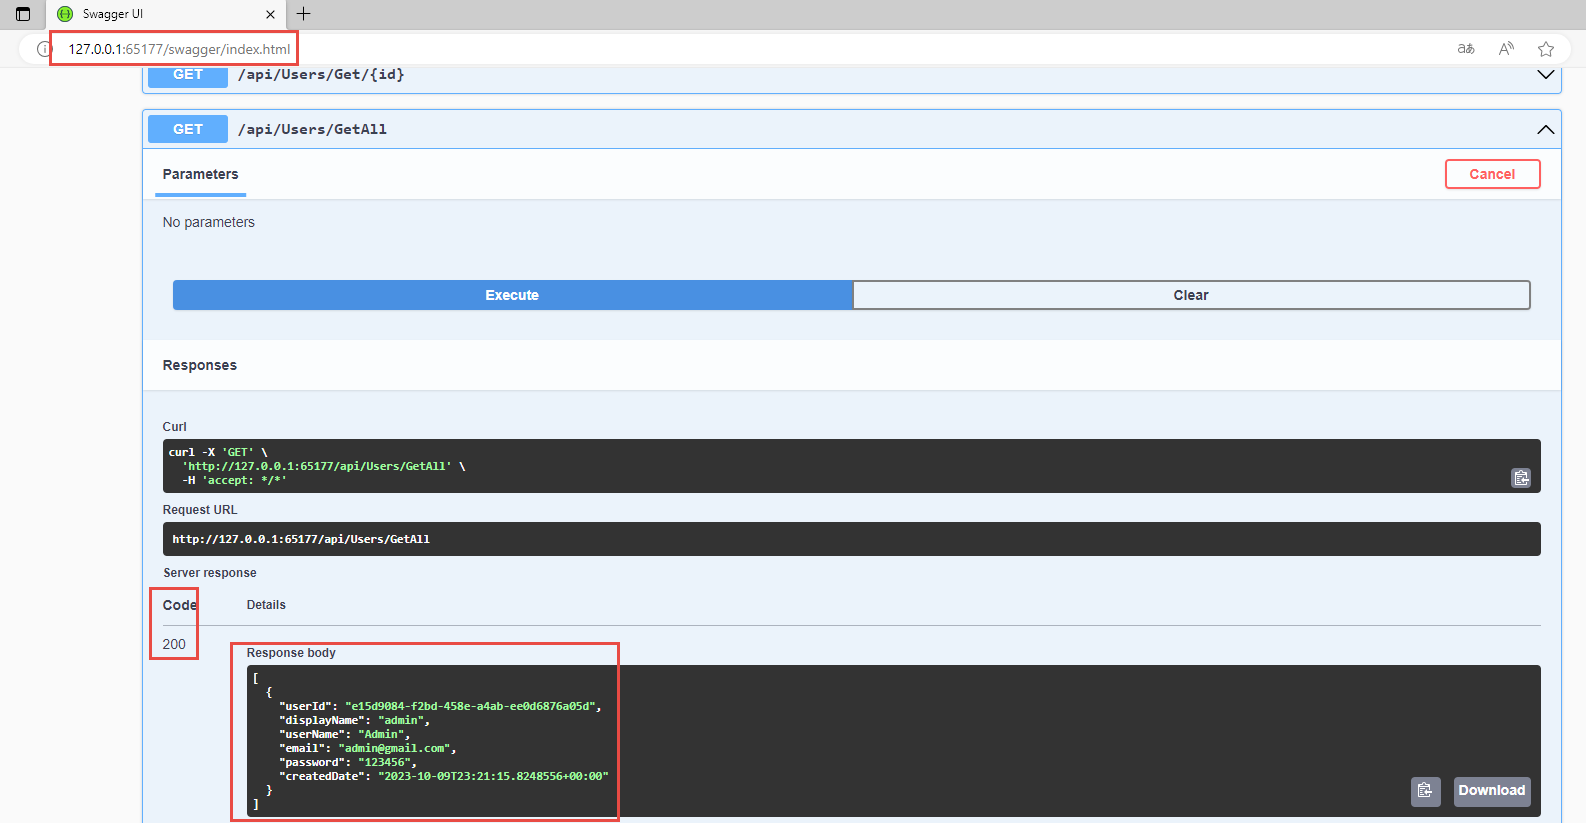 Swagger UI
127.0.0.1:65177/swagger/index.html
GET /api/Users/Get/{id}
GET /api/Users/GetAll
Parameters
Cancel
No parameters
Execute
Clear
Responses
Curl
curl -X 'GET' \
'http://127.0.0.1:65177/api/Users/GetAll' \
-H 'accept: */*'
Request URL
http://127.0.0.1:65177/api/Users/GetAll
Server response
Code Details
200
Response body
[
{
"userId": "e15d9084-f2bd-458e-a4ab-ee0d6876a05d",
"displayName": "admin",
"userName": "Admin",
"email": "admin@gmail.com",
"password": "123456",
"createdDate": "2023-10-09T23:21:15.8248556+00:00"
}
]
Download